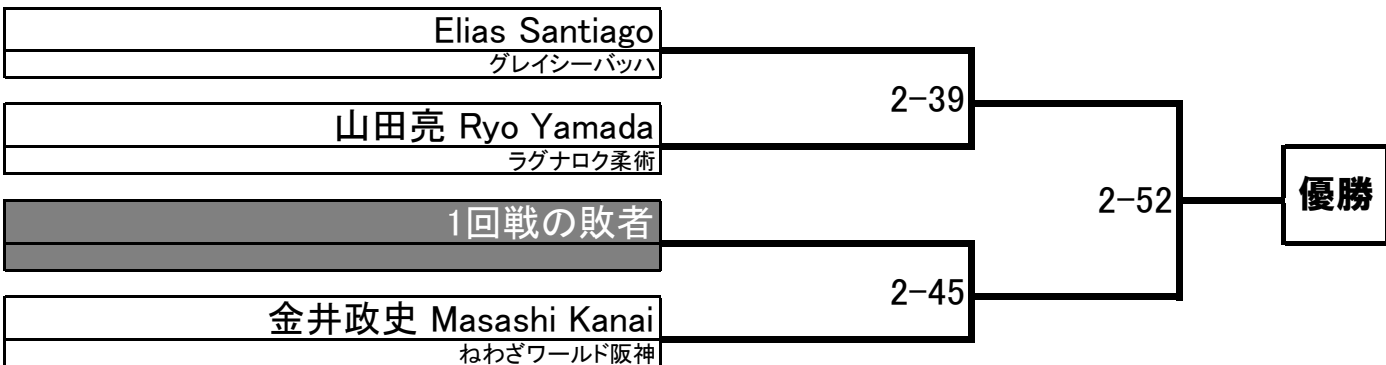 Elias Santiago
グレイシーバッハ
2-39
山田亮 Ryo Yamada
ラグナロク柔術
2-52
優勝
1回戦の敗者
2-45
金井政史 Masashi Kanai
ねわざワールド阪神